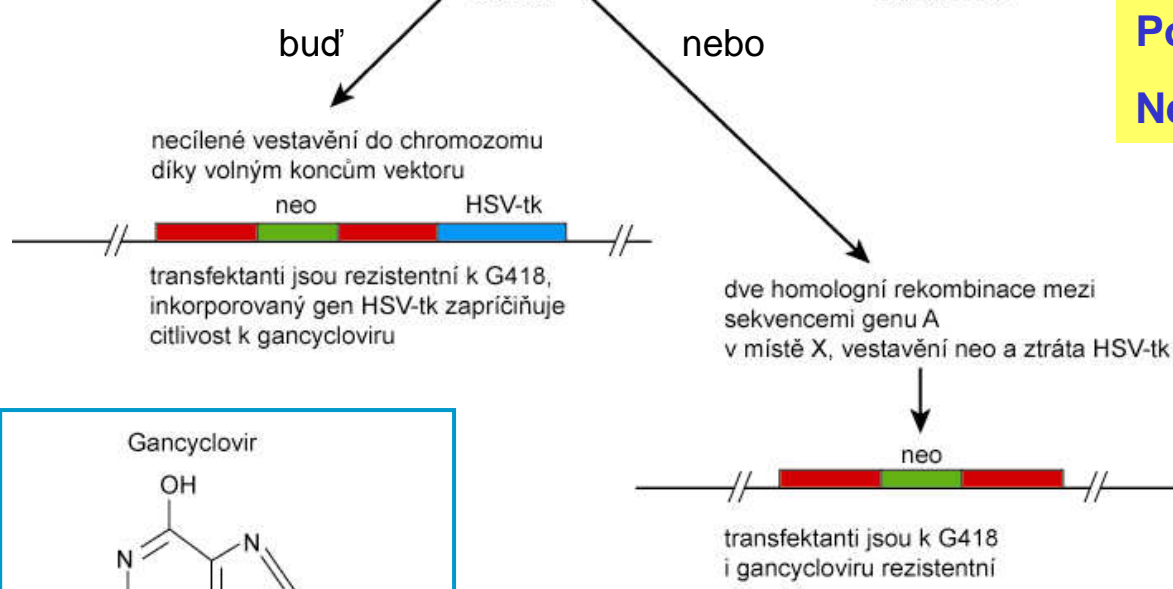 buď
nebo
Po
Ne
necílené vestavění do chromozomu
díky volným koncům vektoru
neo
HSV-tk
transfektanti jsou rezistentní k G418,
inkorporovaný gen HSV-tk zapríčiňuje
citlivost k gancycloviru
dve homologní rekombinace mezi
sekvencemi genu A
v místě X, vestavění neo a ztráta HSV-tk
neo
transfektanti jsou k G418
i gancycloviru rezistentní
Gancyclovir
OH
N
N